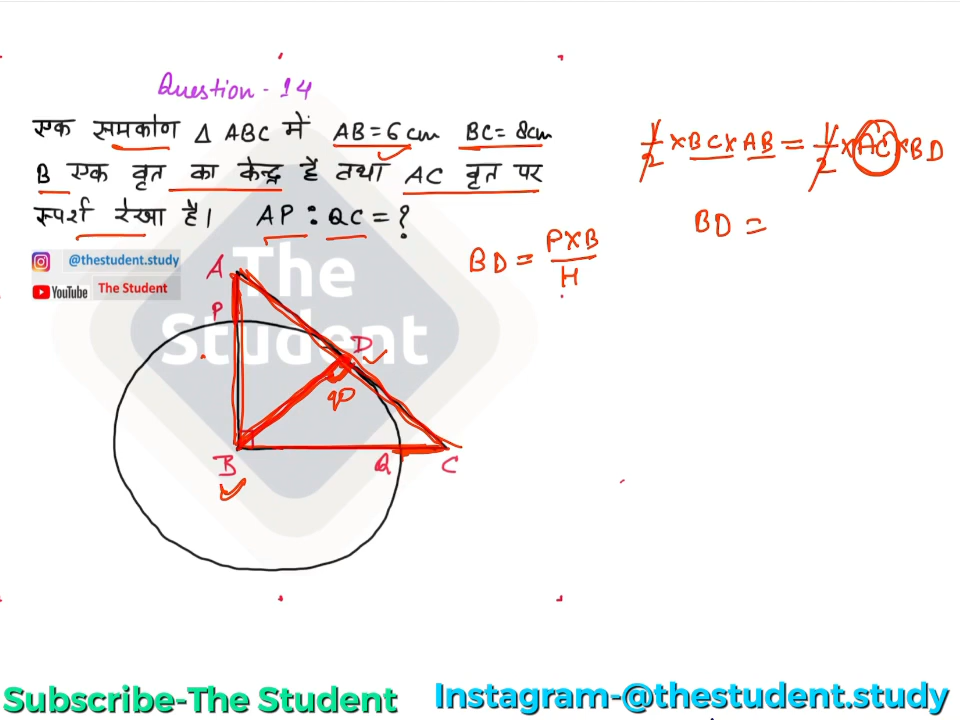 Question - 14
एक समकोण Δ ABC में AB = 6 cm BC = 8cm
B एक वृत का केन्द्र है तथा AC वृत पर
स्पर्श रेखा है। AP : QC = ?
1/2 × BC × AB = 1/2 × AC × BD
BD =
BD = P×B/H
@thestudent.study
YouTube The Student
The
Student
A
P
D
90
B
Q
C
Subscribe-The Student
Instagram-@thestudent.study